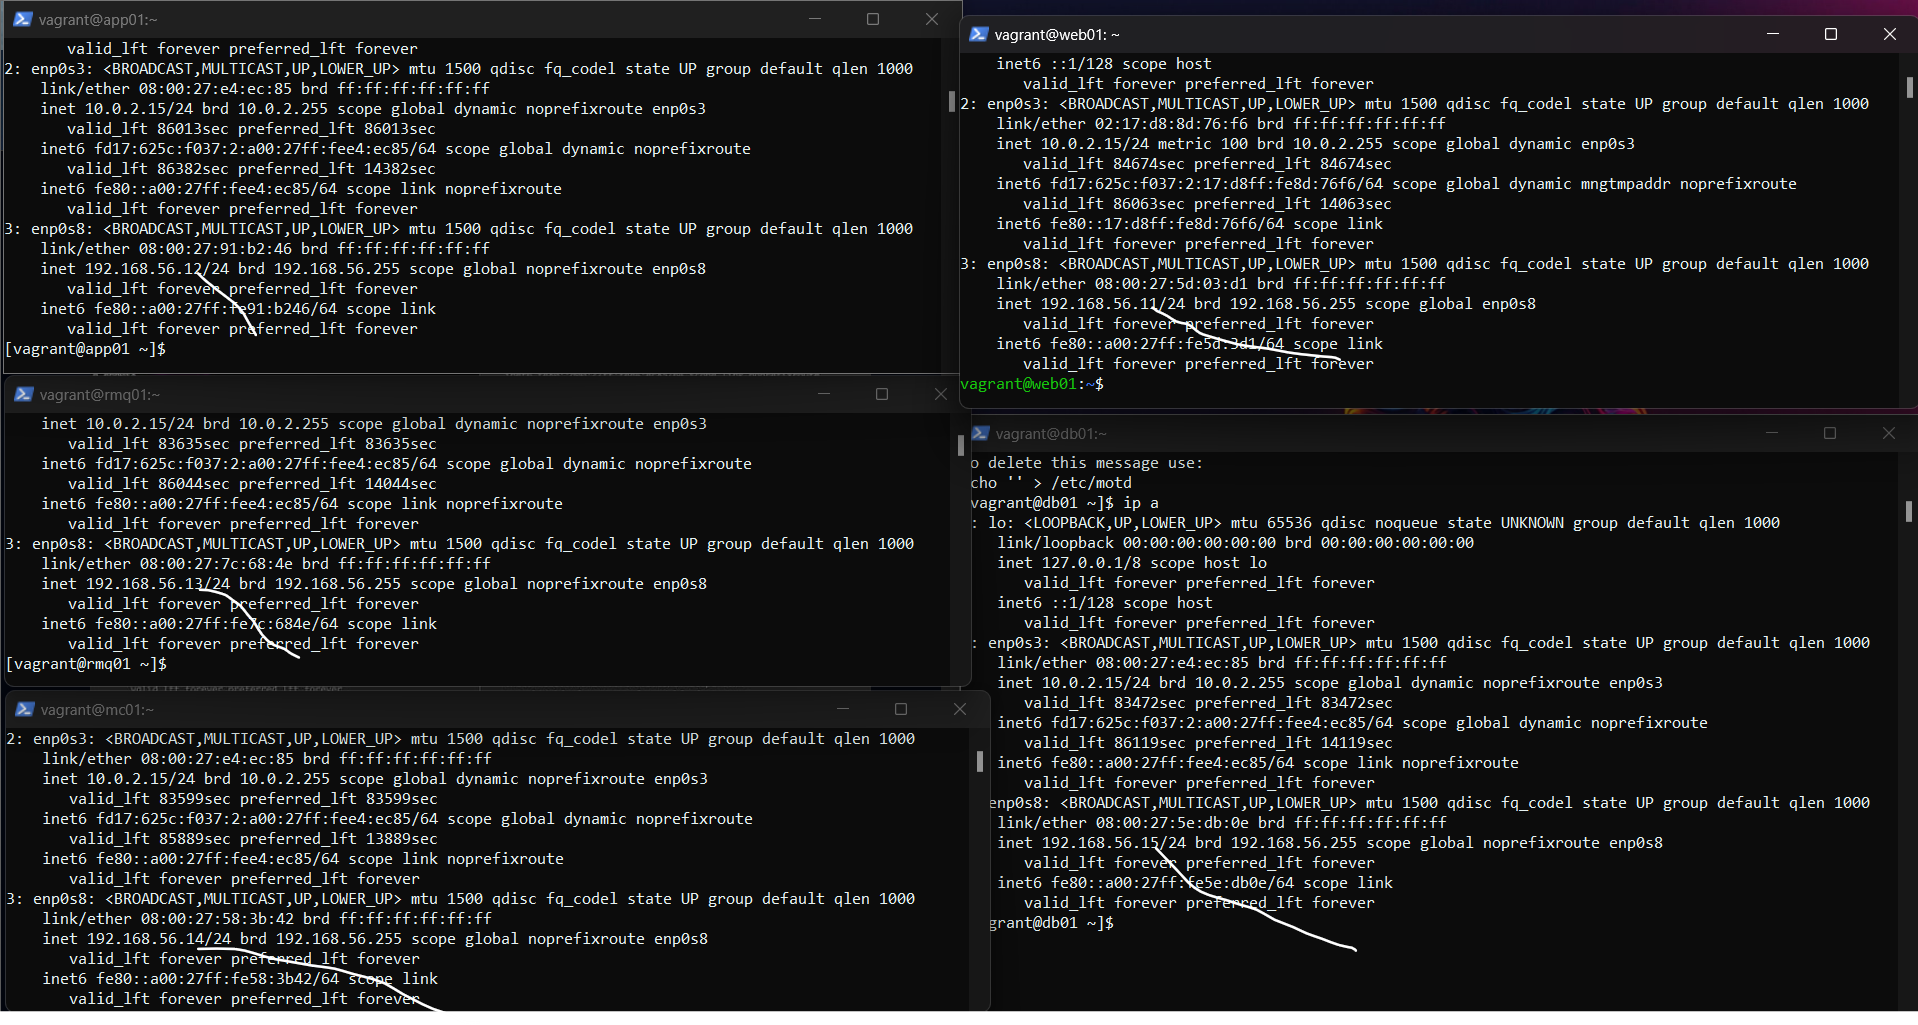 vagrant@app01:~
valid_lft forever preferred_lft forever
2: enp0s3: <BROADCAST,MULTICAST,UP,LOWER_UP> mtu 1500 qdisc fq_codel state UP group default qlen 1000
link/ether 08:00:27:e4:ec:85 brd ff:ff:ff:ff:ff:ff
inet 10.0.2.15/24 brd 10.0.2.255 scope global dynamic noprefixroute enp0s3
valid_lft 86013sec preferred_lft 86013sec
inet6 fd17:625c:f037:2:a00:27ff:fee4:ec85/64 scope global dynamic noprefixroute
valid_lft 86382sec preferred_lft 14382sec
inet6 fe80::a00:27ff:fee4:ec85/64 scope link noprefixroute
valid_lft forever preferred_lft forever
3: enp0s8: <BROADCAST,MULTICAST,UP,LOWER_UP> mtu 1500 qdisc fq_codel state UP group default qlen 1000
link/ether 08:00:27:91:b2:46 brd ff:ff:ff:ff:ff:ff
inet 192.168.56.12/24 brd 192.168.56.255 scope global noprefixroute enp0s8
valid_lft forever preferred_lft forever
inet6 fe80::a00:27ff:fe91:b246/64 scope link
valid_lft forever preferred_lft forever
[vagrant@app01 ~]$
vagrant@rmq01:~
inet 10.0.2.15/24 brd 10.0.2.255 scope global dynamic noprefixroute enp0s3
valid_lft 83635sec preferred_lft 83635sec
inet6 fd17:625c:f037:2:a00:27ff:fee4:ec85/64 scope global dynamic noprefixroute
valid_lft 86044sec preferred_lft 14044sec
inet6 fe80::a00:27ff:fee4:ec85/64 scope link noprefixroute
valid_lft forever preferred_lft forever
3: enp0s8: <BROADCAST,MULTICAST,UP,LOWER_UP> mtu 1500 qdisc fq_codel state UP group default qlen 1000
link/ether 08:00:27:7c:68:4e brd ff:ff:ff:ff:ff:ff
inet 192.168.56.13/24 brd 192.168.56.255 scope global noprefixroute enp0s8
valid_lft forever preferred_lft forever
inet6 fe80::a00:27ff:fe7c:684e/64 scope link
valid_lft forever preferred_lft forever
[vagrant@rmq01 ~]$
vagrant@mc01:~
2: enp0s3: <BROADCAST,MULTICAST,UP,LOWER_UP> mtu 1500 qdisc fq_codel state UP group default qlen 1000
link/ether 08:00:27:e4:ec:85 brd ff:ff:ff:ff:ff:ff
inet 10.0.2.15/24 brd 10.0.2.255 scope global dynamic noprefixroute enp0s3
valid_lft 83599sec preferred_lft 83599sec
inet6 fd17:625c:f037:2:a00:27ff:fee4:ec85/64 scope global dynamic noprefixroute
valid_lft 85889sec preferred_lft 13889sec
inet6 fe80::a00:27ff:fee4:ec85/64 scope link noprefixroute
valid_lft forever preferred_lft forever
3: enp0s8: <BROADCAST,MULTICAST,UP,LOWER_UP> mtu 1500 qdisc fq_codel state UP group default qlen 1000
link/ether 08:00:27:58:3b:42 brd ff:ff:ff:ff:ff:ff
inet 192.168.56.14/24 brd 192.168.56.255 scope global noprefixroute enp0s8
valid_lft forever preferred_lft forever
inet6 fe80::a00:27ff:fe58:3b42/64 scope link
valid_lft forever preferred_lft forever
vagrant@web01: ~
inet6 ::1/128 scope host
valid_lft forever preferred_lft forever
2: enp0s3: <BROADCAST,MULTICAST,UP,LOWER_UP> mtu 1500 qdisc fq_codel state UP group default qlen 1000
link/ether 02:17:d8:8d:76:f6 brd ff:ff:ff:ff:ff:ff
inet 10.0.2.15/24 metric 100 brd 10.0.2.255 scope global dynamic enp0s3
valid_lft 84674sec preferred_lft 84674sec
inet6 fd17:625c:f037:2:17:d8ff:fe8d:76f6/64 scope global dynamic mngtmpaddr noprefixroute
valid_lft 86063sec preferred_lft 14063sec
inet6 fe80::17:d8ff:fe8d:76f6/64 scope link
valid_lft forever preferred_lft forever
3: enp0s8: <BROADCAST,MULTICAST,UP,LOWER_UP> mtu 1500 qdisc fq_codel state UP group default qlen 1000
link/ether 08:00:27:5d:03:d1 brd ff:ff:ff:ff:ff:ff
inet 192.168.56.11/24 brd 192.168.56.255 scope global enp0s8
valid_lft forever preferred_lft forever
inet6 fe80::a00:27ff:fe5d:3d1/64 scope link
valid_lft forever preferred_lft forever
vagrant@web01:~$
vagrant@db01:~
o delete this message use:
cho '' > /etc/motd
vagrant@db01 ~]$ ip a
: lo: <LOOPBACK,UP,LOWER_UP> mtu 65536 qdisc noqueue state UNKNOWN group default qlen 1000
link/loopback 00:00:00:00:00:00 brd 00:00:00:00:00:00
inet 127.0.0.1/8 scope host lo
valid_lft forever preferred_lft forever
inet6 ::1/128 scope host
valid_lft forever preferred_lft forever
: enp0s3: <BROADCAST,MULTICAST,UP,LOWER_UP> mtu 1500 qdisc fq_codel state UP group default qlen 1000
link/ether 08:00:27:e4:ec:85 brd ff:ff:ff:ff:ff:ff
inet 10.0.2.15/24 brd 10.0.2.255 scope global dynamic noprefixroute enp0s3
valid_lft 83472sec preferred_lft 83472sec
inet6 fd17:625c:f037:2:a00:27ff:fee4:ec85/64 scope global dynamic noprefixroute
valid_lft 86119sec preferred_lft 14119sec
inet6 fe80::a00:27ff:fee4:ec85/64 scope link noprefixroute
valid_lft forever preferred_lft forever
enp0s8: <BROADCAST,MULTICAST,UP,LOWER_UP> mtu 1500 qdisc fq_codel state UP group default qlen 1000
link/ether 08:00:27:5e:db:0e brd ff:ff:ff:ff:ff:ff
inet 192.168.56.15/24 brd 192.168.56.255 scope global noprefixroute enp0s8
valid_lft forever preferred_lft forever
inet6 fe80::a00:27ff:fe5e:db0e/64 scope link
valid_lft forever preferred_lft forever
grant@db01 ~]$